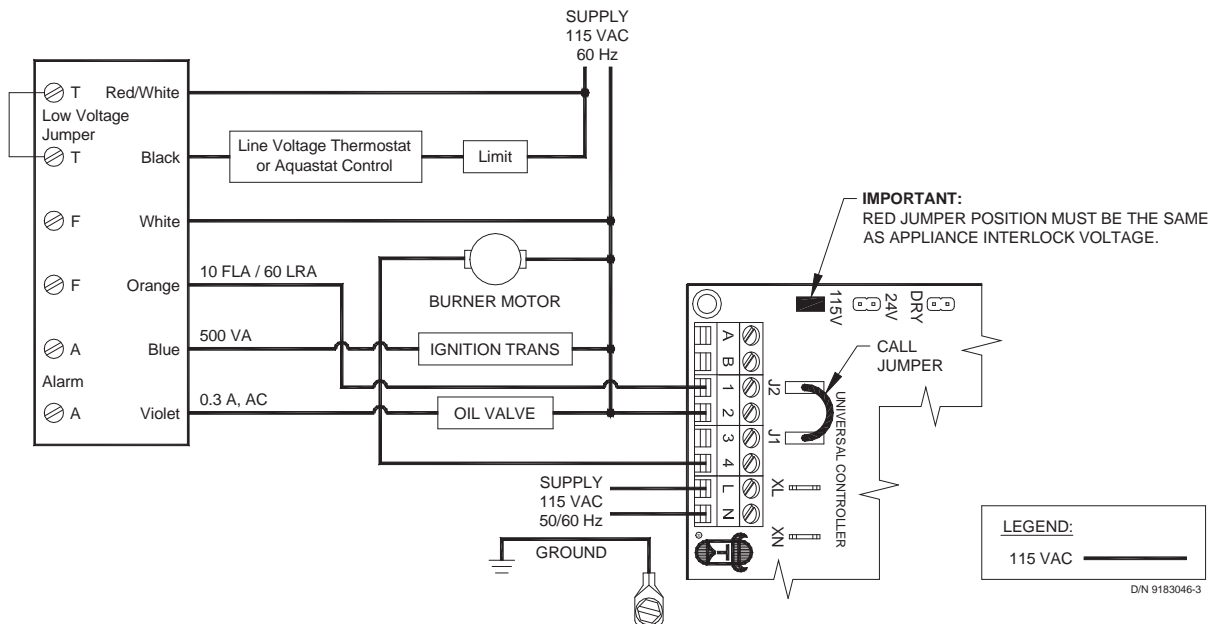 SUPPLY
115 VAC
60 Hz
T Red/White
Low Voltage
Jumper
T Black
Line Voltage Thermostat
or Aquastat Control
Limit
F White
F Orange
10 FLA / 60 LRA
BURNER MOTOR
A Blue
500 VA
IGNITION TRANS
Alarm
A Violet
0.3 A, AC
OIL VALVE
IMPORTANT:
RED JUMPER POSITION MUST BE THE SAME
AS APPLIANCE INTERLOCK VOLTAGE.
115V
24V
DRY
CALL
JUMPER
A
B
1
2
3
4
L
N
J2
J1
UNIVERSAL CONTROLLER
XL
XN
T
SUPPLY
115 VAC
50/60 Hz
GROUND
LEGEND:
115 VAC
D/N 9183046-3